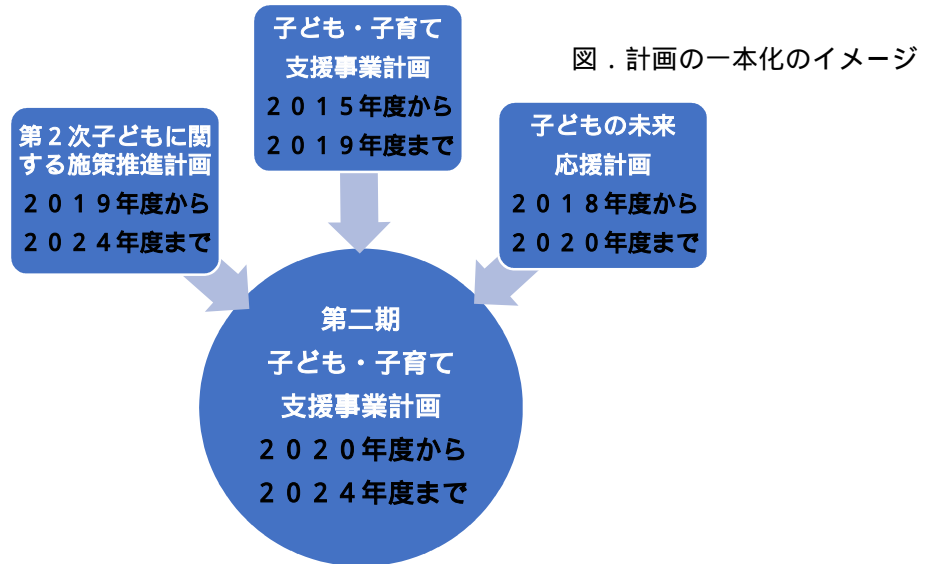 図．計画の一本化のイメージ
第２次子どもに関
する施策推進計画
２０１９年度から
２０２４年度まで
子ども・子育て
支援事業計画
２０１５年度から
２０１９年度まで
子どもの未来
応援計画
２０１８年度から
２０２０年度まで
第二期
子ども・子育て
支援事業計画
２０２０年度から
２０２４年度まで